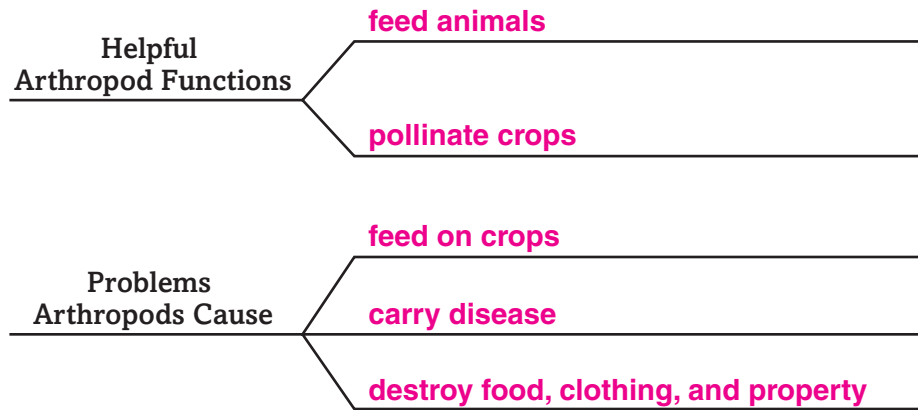 Helpful
Arthropod Functions
feed animals
pollinate crops
Problems
Arthropods Cause
feed on crops
carry disease
destroy food, clothing, and property